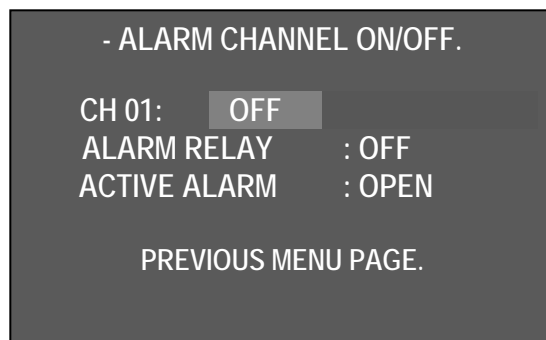 - ALARM CHANNEL ON/OFF.
CH 01: OFF
ALARM RELAY : OFF
ACTIVE ALARM : OPEN
PREVIOUS MENU PAGE.